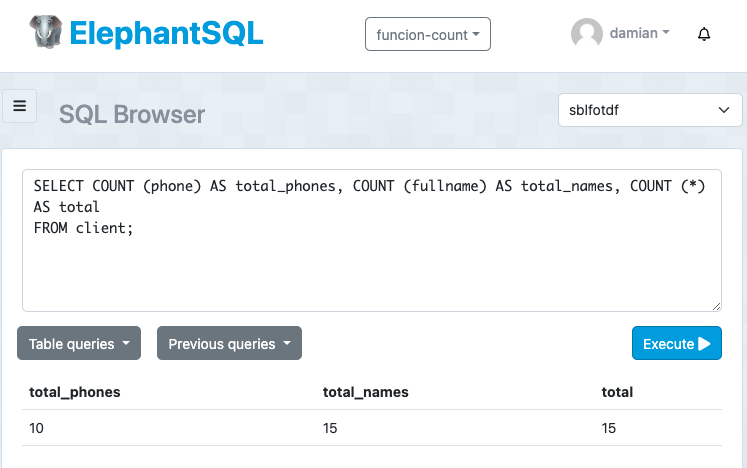 ElephantSQL
funcion-count
damian
SQL Browser
sblfotdf
SELECT COUNT (phone) AS total_phones, COUNT (fullname) AS total_names, COUNT (*)
AS total
FROM client;
Table queries
Previous queries
Execute
total_phones total_names total
10 15 15